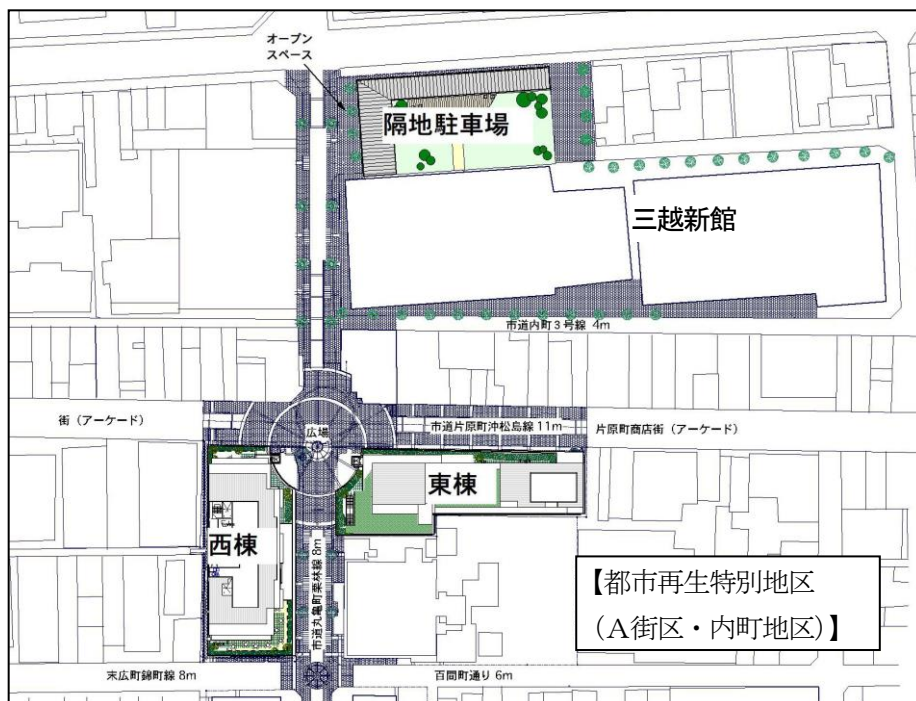 オープン
スペース
隔地駐車場
三越新館
市道内町3号線 4m
街（アーケード）
広場
市道片原町沖松島線11m
片原町商店街（アーケード）
東棟
西棟
市道丸亀町栗林線 8m
【都市再生特別地区
（A街区・内町地区）】
末広町錦町線 8m
百間町通り 6m